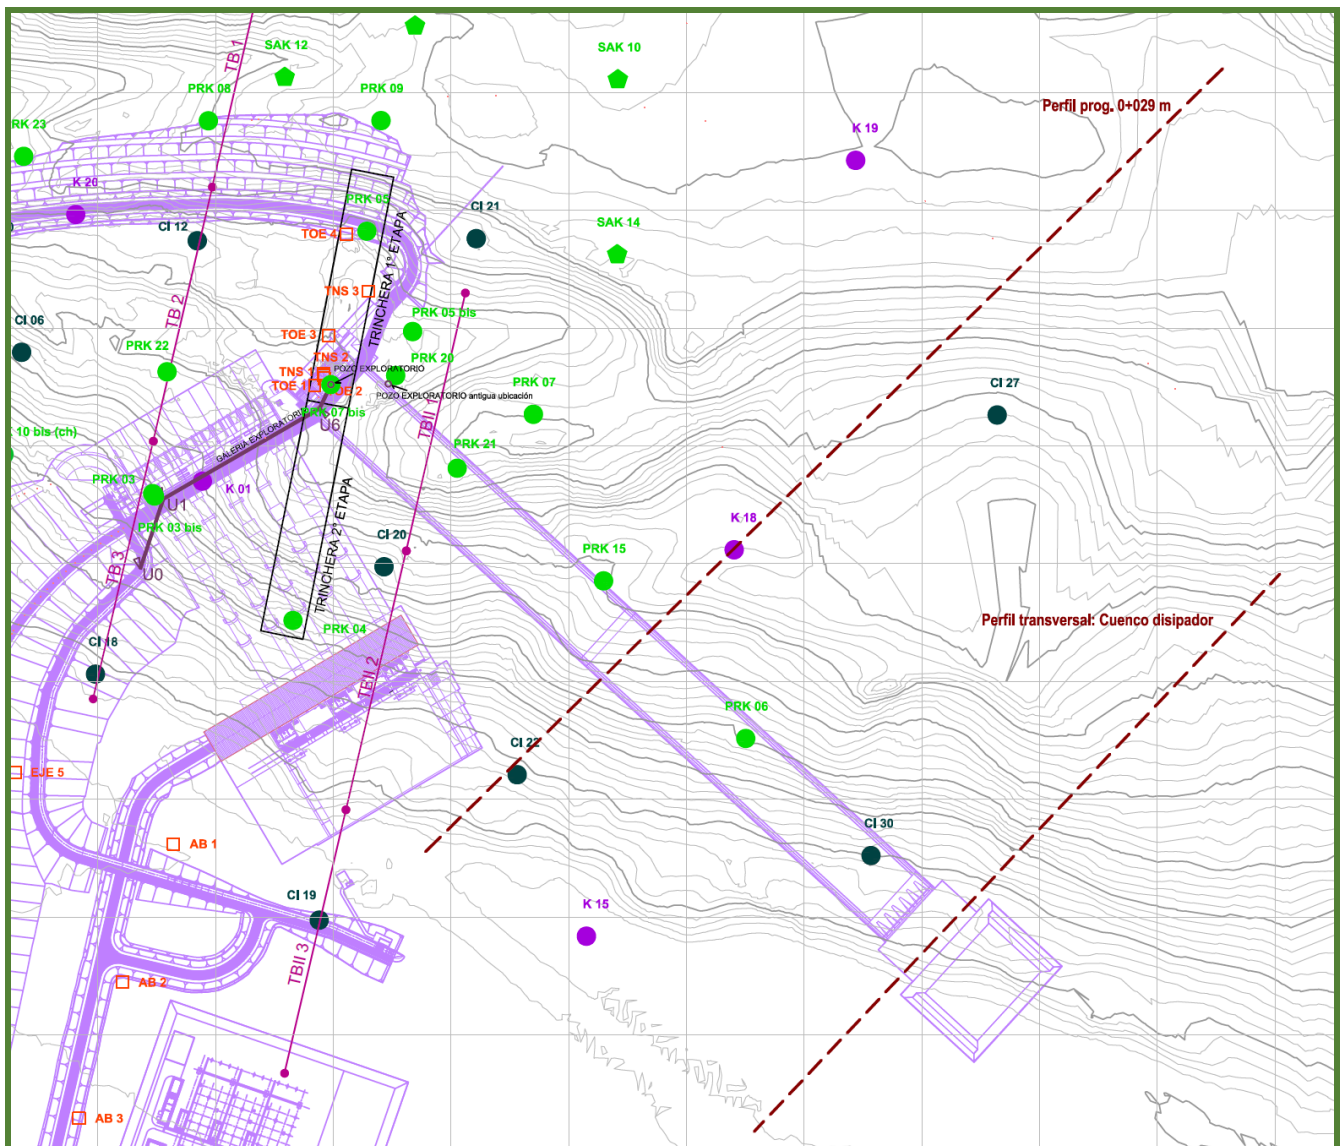 TB 1
SAK 12
SAK 10
PRK 08
PRK 09
Perfil prog. 0+029 m
RK 23
K 19
K 20
PRK 05
CI 21
CI 12
TOE 4
SAK 14
TRINCHERA 1° ETAPA
TNS 3
TB 2
PRK 05 bis
CI 06
TOE 3
PRK 22
TNS 2
PRK 20
POZO EXPLORATORIO
TNS 1
TOE 1
TOE 2
POZO EXPLORATORIO antigua ubicación
CI 27
PRK 07
PRK 07 bis
TBII 1
U6
10 bis (ch)
GALERIA EXPLORATORIA
PRK 21
PRK 03
K 01
U1
K 18
PRK 03 bis
CI 20
TRINCHERA 2° ETAPA
PRK 15
TB 3
U0
Perfil transversal: Cuenco disipador
PRK 04
CI 18
TBII 2
PRK 06
CI 22
EJE 5
CI 30
AB 1
CI 19
K 15
TBII 3
AB 2
AB 3